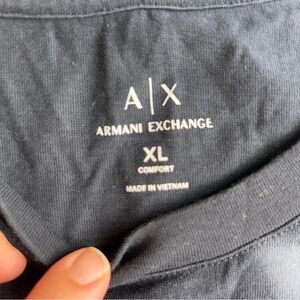 A|X
ARMANI EXCHANGE
XL
COMFORT
MADE IN VIETNAM